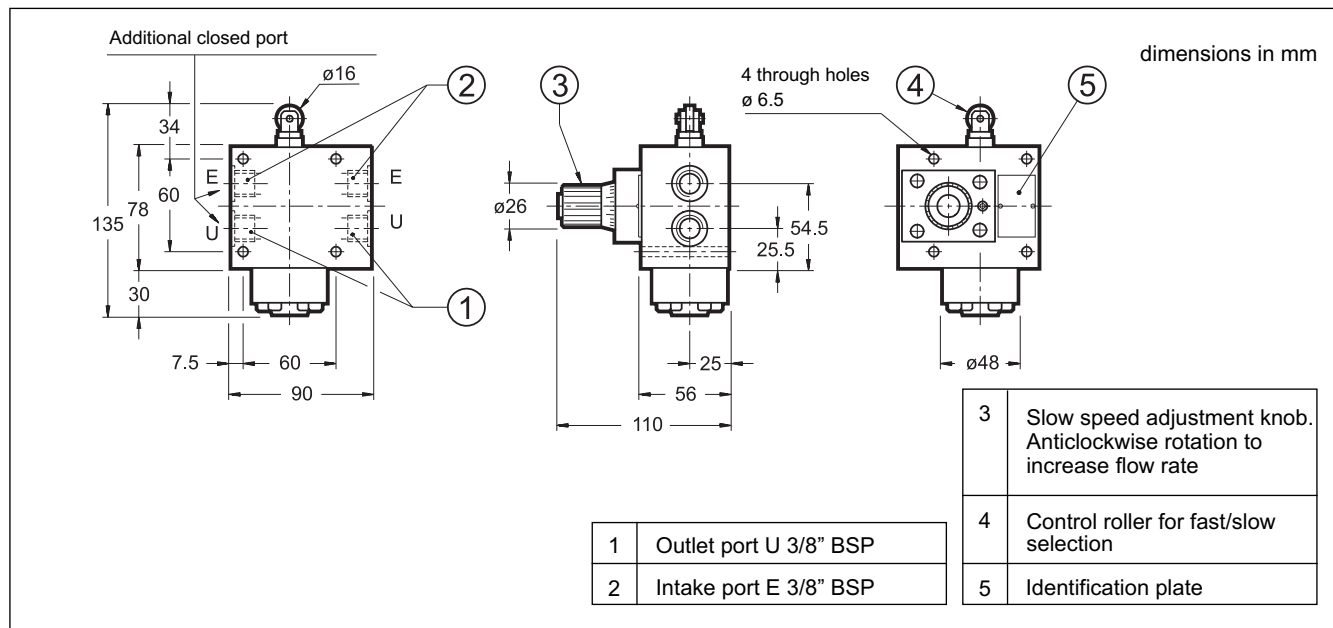 Additional closed port
dimensions in mm
ø16
2
3
4 through holes
ø 6.5
4
5
34
E
E
60
78
135
U
U
30
1
7.5
60
90
ø26
54.5
25.5
25
56
110
ø48
1 Outlet port U 3/8” BSP
2 Intake port E 3/8” BSP
3 Slow speed adjustment knob.
Anticlockwise rotation to
increase flow rate
4 Control roller for fast/slow
selection
5 Identification plate